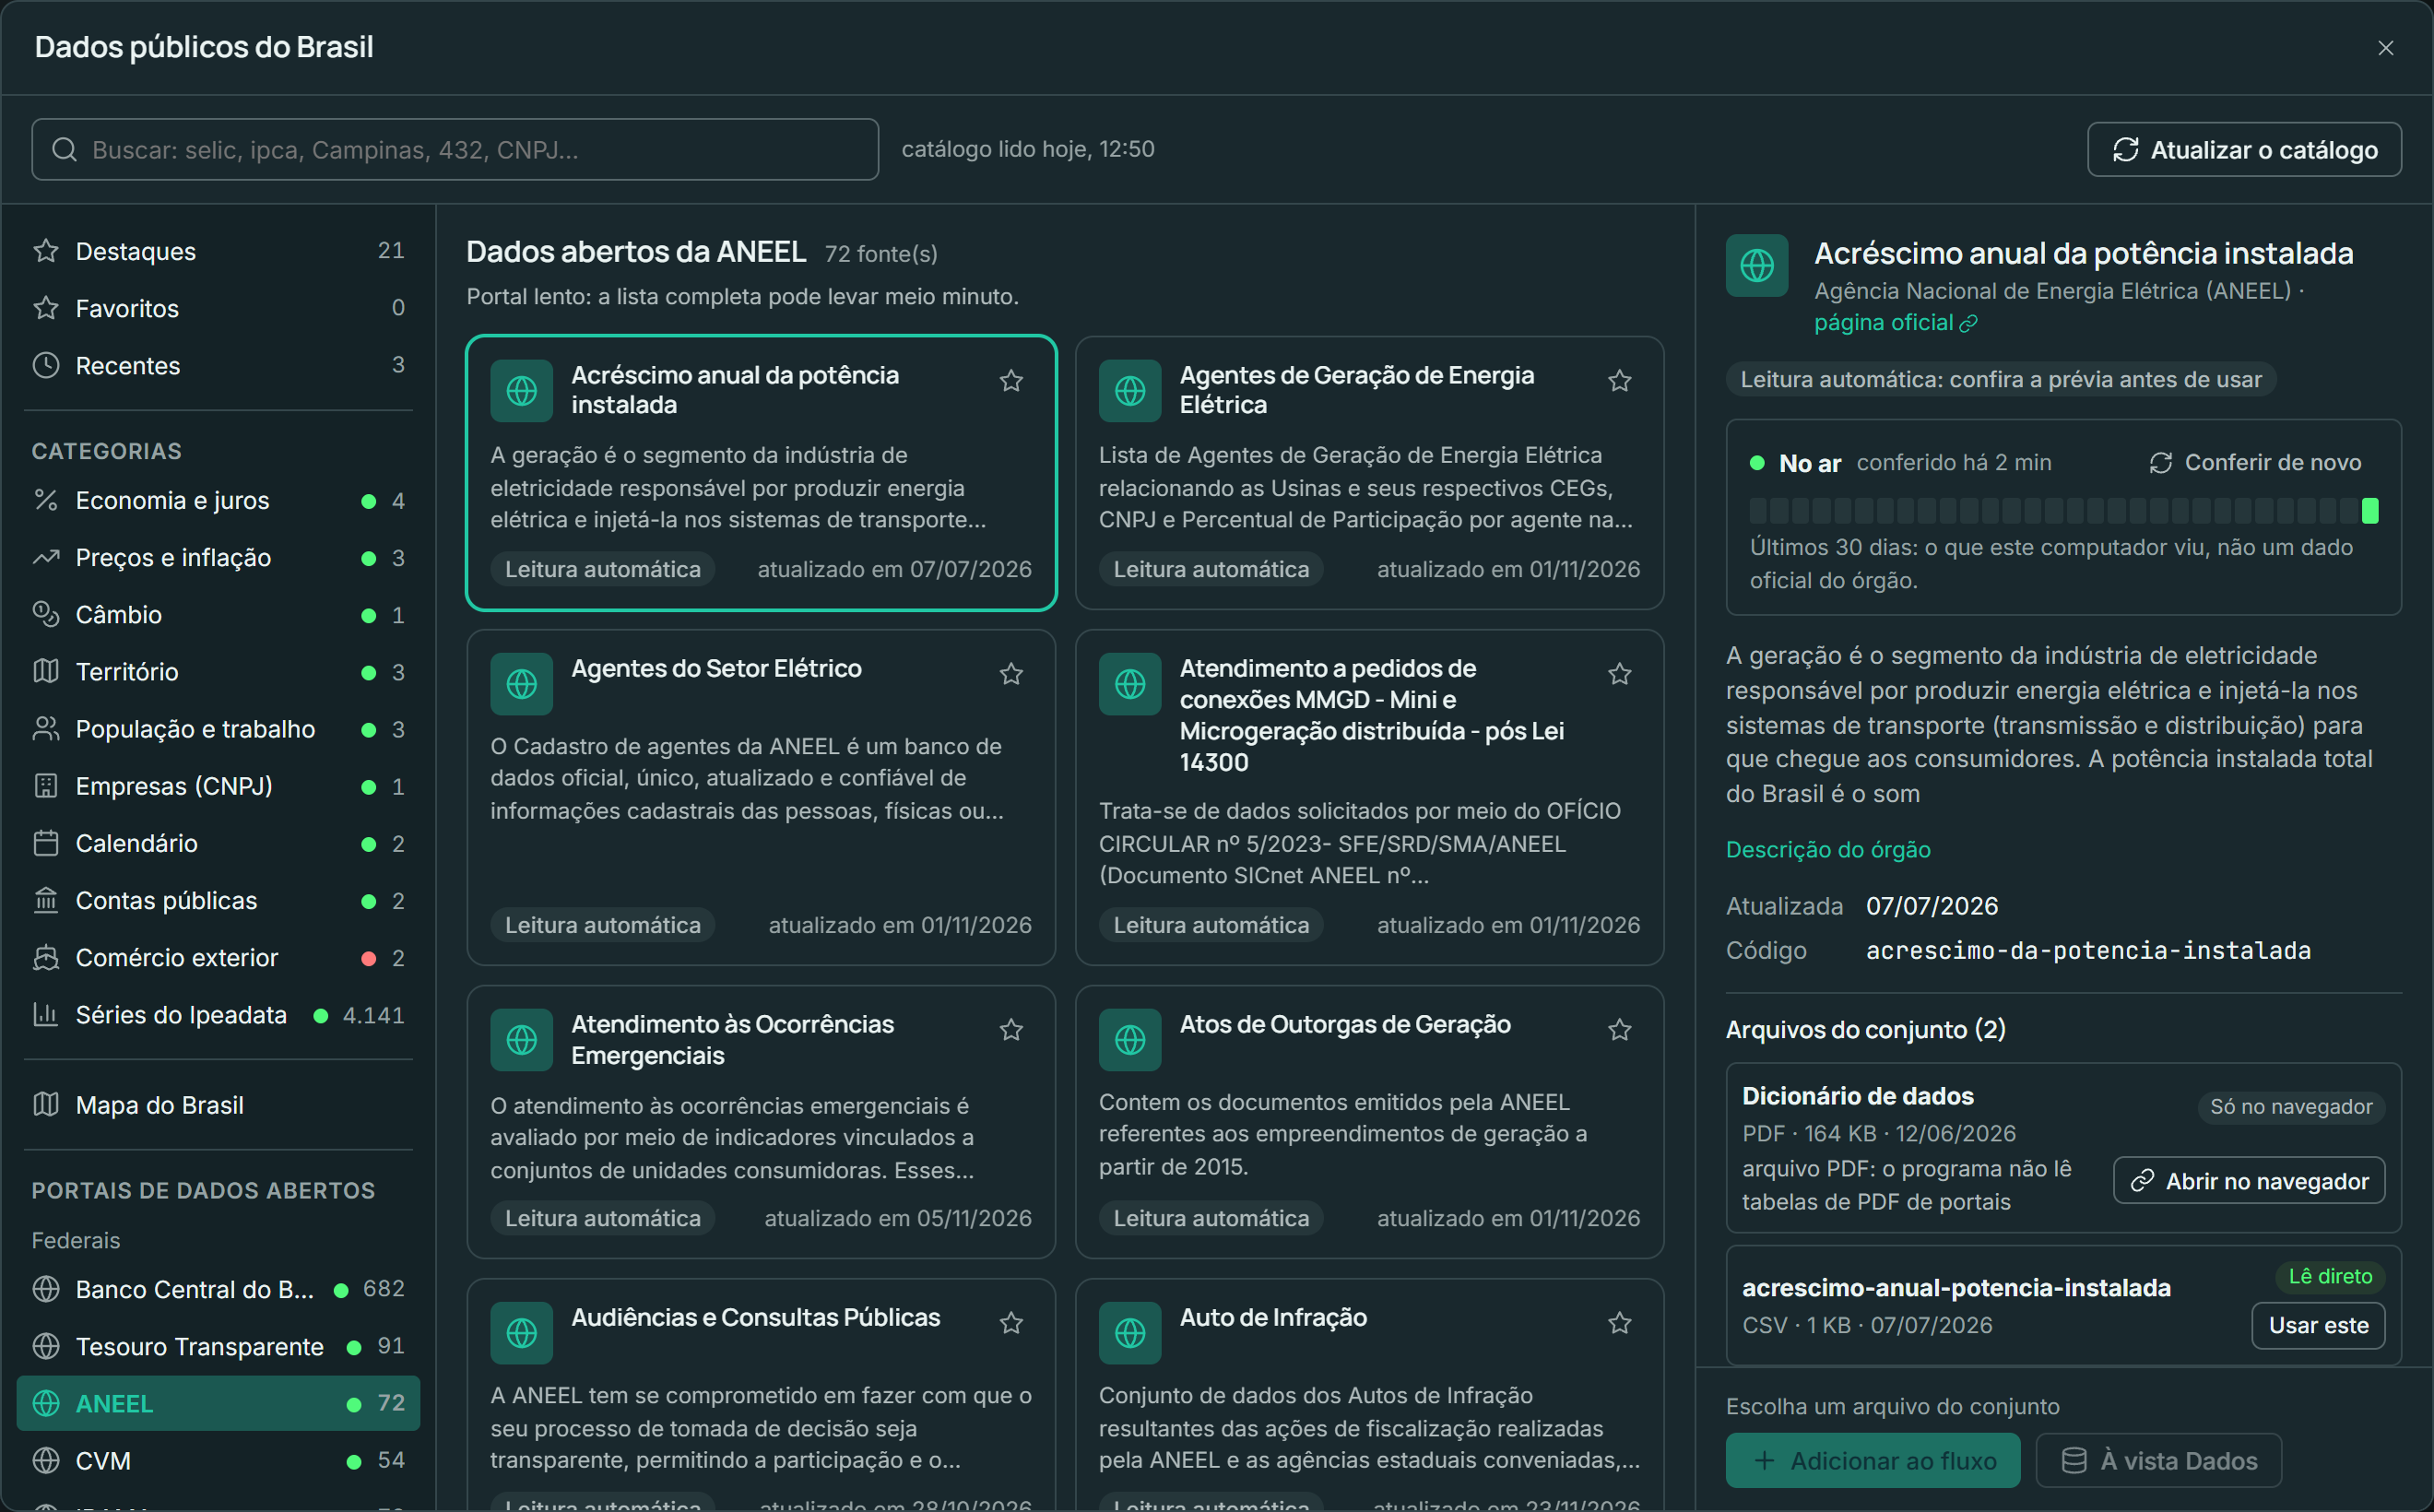 Dados públicos do Brasil
Buscar: selic, ipca, Campinas, 432, CNPJ...
catálogo lido hoje, 12:50
Atualizar o catálogo
Destaques 21
Favoritos 0
Recentes 3
CATEGORIAS
Economia e juros 4
Preços e inflação 3
Câmbio 1
Território 3
População e trabalho 3
Empresas (CNPJ) 1
Calendário 2
Contas públicas 2
Comércio exterior 2
Séries do Ipeadata 4.141
Mapa do Brasil
PORTAIS DE DADOS ABERTOS
Federais
Banco Central do B... 682
Tesouro Transparente 91
ANEEL 72
CVM 54
Dados abertos da ANEEL 72 fonte(s)
Portal lento: a lista completa pode levar meio minuto.
Acréscimo anual da potência
instalada
A geração é o segmento da indústria de
eletricidade responsável por produzir energia
elétrica e injetá-la nos sistemas de transporte...
Leitura automática atualizado em 07/07/2026
Agentes de Geração de Energia
Elétrica
Lista de Agentes de Geração de Energia Elétrica
relacionando as Usinas e seus respectivos CEGs,
CNPJ e Percentual de Participação por agente na...
Leitura automática atualizado em 01/11/2026
Agentes do Setor Elétrico
O Cadastro de agentes da ANEEL é um banco de
dados oficial, único, atualizado e confiável de
informações cadastrais das pessoas, físicas ou...
Leitura automática atualizado em 01/11/2026
Atendimento a pedidos de
conexões MMGD - Mini e
Microgeração distribuída - pós Lei
14300
Trata-se de dados solicitados por meio do OFÍCIO
CIRCULAR nº 5/2023- SFE/SRD/SMA/ANEEL
(Documento SICnet ANEEL nº...
Leitura automática atualizado em 01/11/2026
Atendimento às Ocorrências
Emergenciais
O atendimento às ocorrências emergenciais é
avaliado por meio de indicadores vinculados a
conjuntos de unidades consumidoras. Esses...
Leitura automática atualizado em 05/11/2026
Atos de Outorgas de Geração
Contem os documentos emitidos pela ANEEL
referentes aos empreendimentos de geração a
partir de 2015.
Leitura automática atualizado em 01/11/2026
Audiências e Consultas Públicas
A ANEEL tem se comprometido em fazer com que o
seu processo de tomada de decisão seja
transparente, permitindo a participação e o...
Leitura automática atualizado em 28/10/2026
Auto de Infração
Conjunto de dados dos Autos de Infração
resultantes das ações de fiscalização realizadas
pela ANEEL e as agências estaduais conveniadas,...
Leitura automática atualizado em 23/11/2026
Acréscimo anual da potência instalada
Agência Nacional de Energia Elétrica (ANEEL) ·
página oficial
Leitura automática: confira a prévia antes de usar
No ar conferido há 2 min Conferir de novo
Últimos 30 dias: o que este computador viu, não um dado
oficial do órgão.
A geração é o segmento da indústria de eletricidade
responsável por produzir energia elétrica e injetá-la nos
sistemas de transporte (transmissão e distribuição) para
que chegue aos consumidores. A potência instalada total
do Brasil é o som
Descrição do órgão
Atualizada 07/07/2026
Código acrescimo-da-potencia-instalada
Arquivos do conjunto (2)
Dicionário de dados
Só no navegador
PDF · 164 KB · 12/06/2026
arquivo PDF: o programa não lê
tabelas de PDF de portais
Abrir no navegador
Lê direto
acrescimo-anual-potencia-instalada
CSV · 1 KB · 07/07/2026
Usar este
Escolha um arquivo do conjunto
Adicionar ao fluxo
À vista Dados